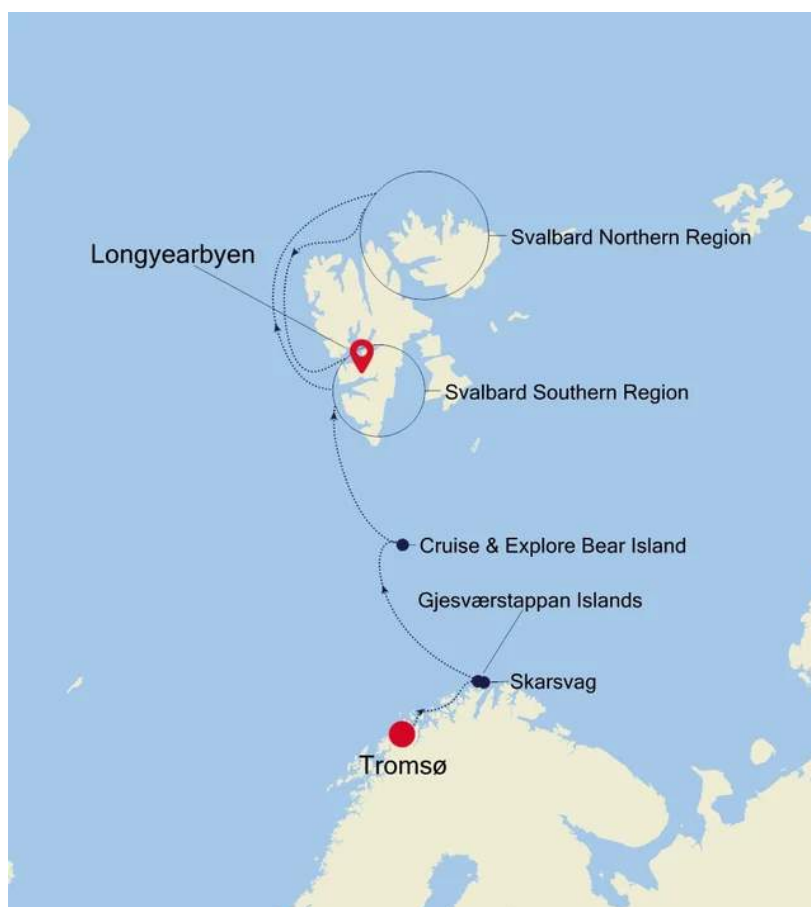 Svalbard Northern Region
Longyearbyen
Svalbard Southern Region
Cruise & Explore Bear Island
Gjesværstappan Islands
Skarsvag
Tromsø